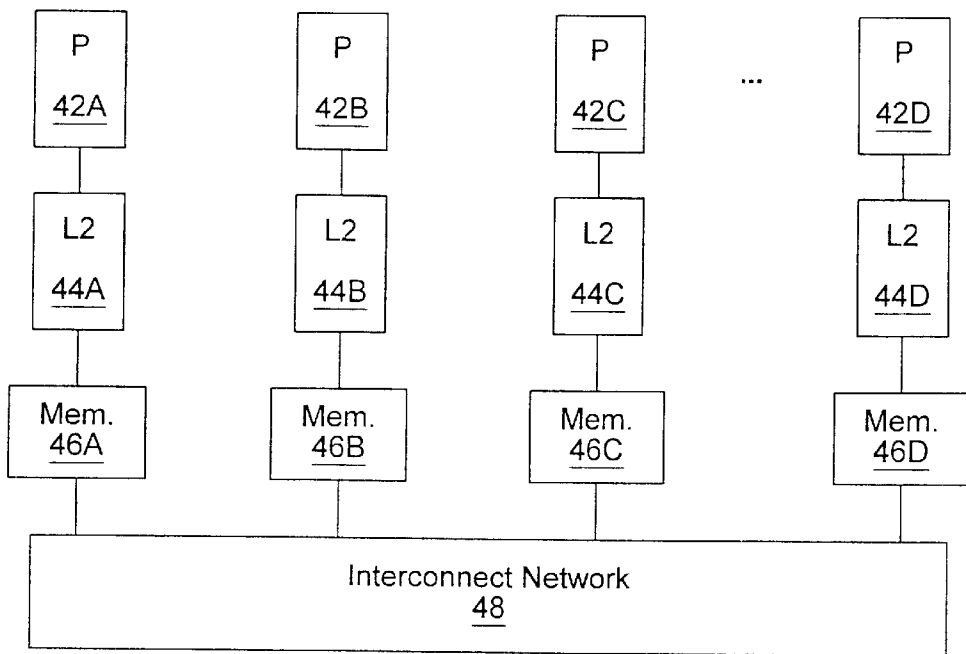 P P P ... P
42A 42B 42C 42D
L2 L2 L2 L2
44A 44B 44C 44D
Mem. Mem. Mem. Mem.
46A 46B 46C 46D
Interconnect Network
48